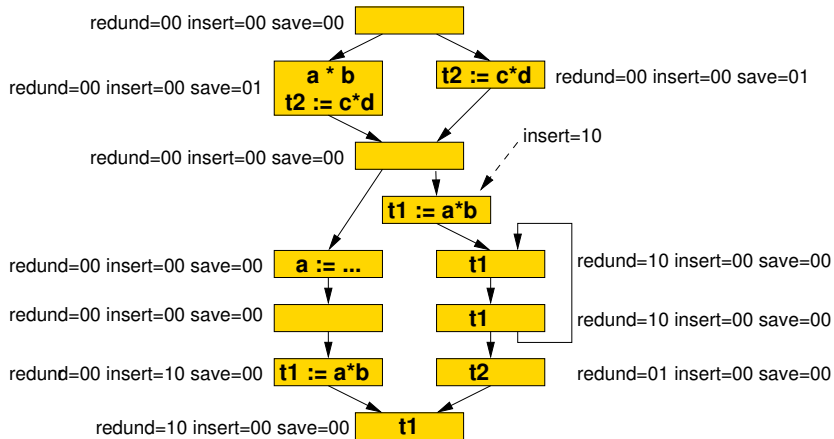 redund=00 insert=00 save=00
a * b
t2 := c*d
redund=00 insert=00 save=01
t2 := c*d
redund=00 insert=00 save=01
redund=00 insert=00 save=00
insert=10
t1 := a*b
redund=00 insert=00 save=00
a := ...
t1
redund=10 insert=00 save=00
redund=00 insert=00 save=00
t1
redund=10 insert=00 save=00
redund=00 insert=10 save=00
t1 := a*b
t2
redund=01 insert=00 save=00
redund=10 insert=00 save=00
t1